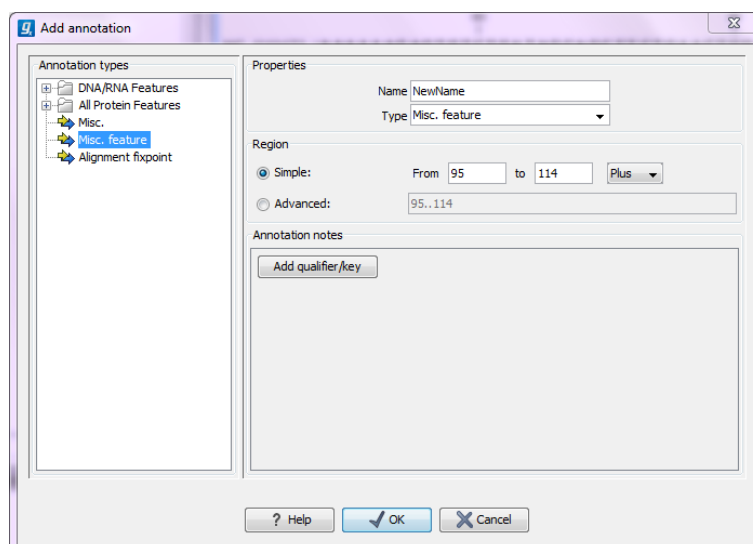 Add annotation
Annotation types
DNA/RNA Features
All Protein Features
Misc.
Misc. feature
Alignment fixpoint
Properties
Name NewName
Type Misc. feature
Region
Simple: From 95 to 114 Plus
Advanced: 95..114
Annotation notes
Add qualifier/key
? Help OK Cancel